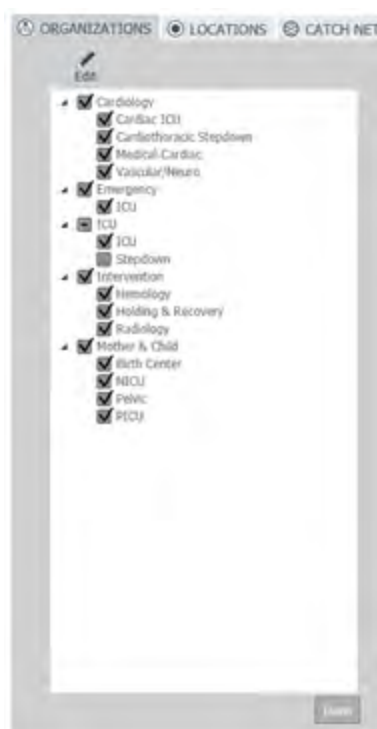 ORGANIZATIONS LOCATIONS CATCH NET
Edit
Cardiology
Cardiac ICU
Cardiothoracic Stepdown
Medical-Cardiac
Vascular/Neuro
Emergency
ICU
ICU
ICU
Stepdown
Intervention
Hemology
Holding & Recovery
Radiology
Mother & Child
Birth Center
NICU
Pelvic
PICU